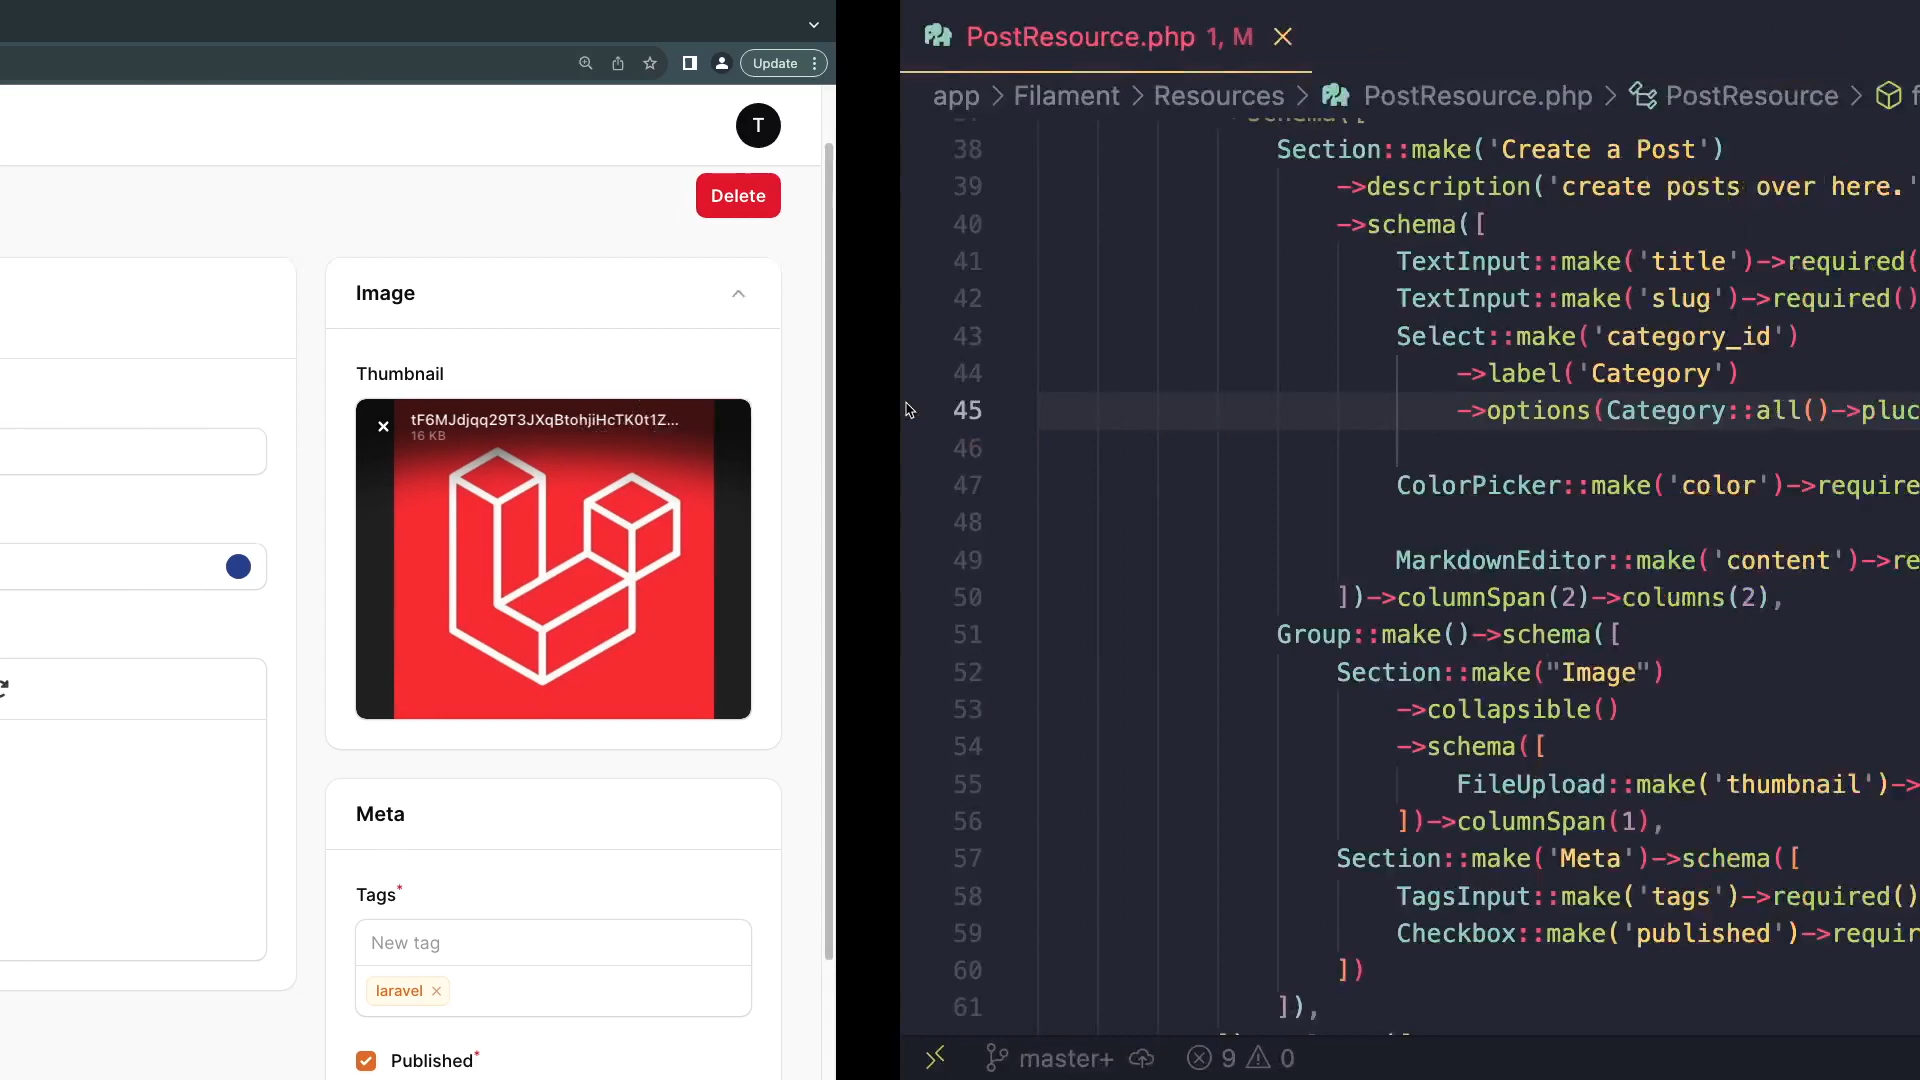 Update
T
Delete
Image
Thumbnail
tF6MJdjqq29T3JXqBtohjiHcTK0t1Z...
16 KB
Meta
Tags*
New tag
laravel
Published*
PostResource.php 1, M
app > Filament > Resources > PostResource.php > PostResource > f
38 Section::make('Create a Post')
39 ->description('create posts over here.'
40 ->schema([
41 TextInput::make('title')->required(
42 TextInput::make('slug')->required()
43 Select::make('category_id')
44 ->label('Category')
45 ->options(Category::all()->pluc
46
47 ColorPicker::make('color')->require
48
49 MarkdownEditor::make('content')->re
50 ])->columnSpan(2)->columns(2),
51 Group::make()->schema([
52 Section::make("Image")
53 ->collapsible()
54 ->schema([
55 FileUpload::make('thumbnail')->
56 ])->columnSpan(1),
57 Section::make('Meta')->schema([
58 TagsInput::make('tags')->required()
59 Checkbox::make('published')->requir
60 ])
61 ]),
master+ 9 0